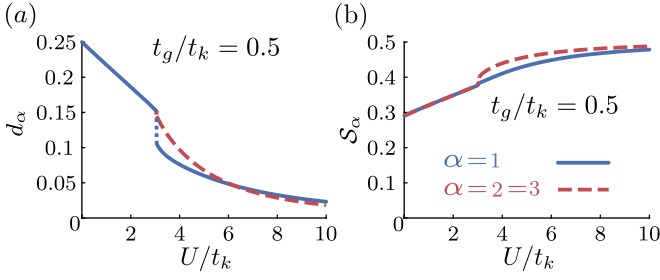 (a)
t_g/t_k = 0.5
0.25
0.20
0.15
0.10
0.05
0
d_α
0 2 4 6 8 10
U/t_k
(b)
0.5
0.4
0.3
0.2
0.1
0
S_α
t_g/t_k = 0.5
α=1
α=2=3
0 2 4 6 8 10
U/t_k